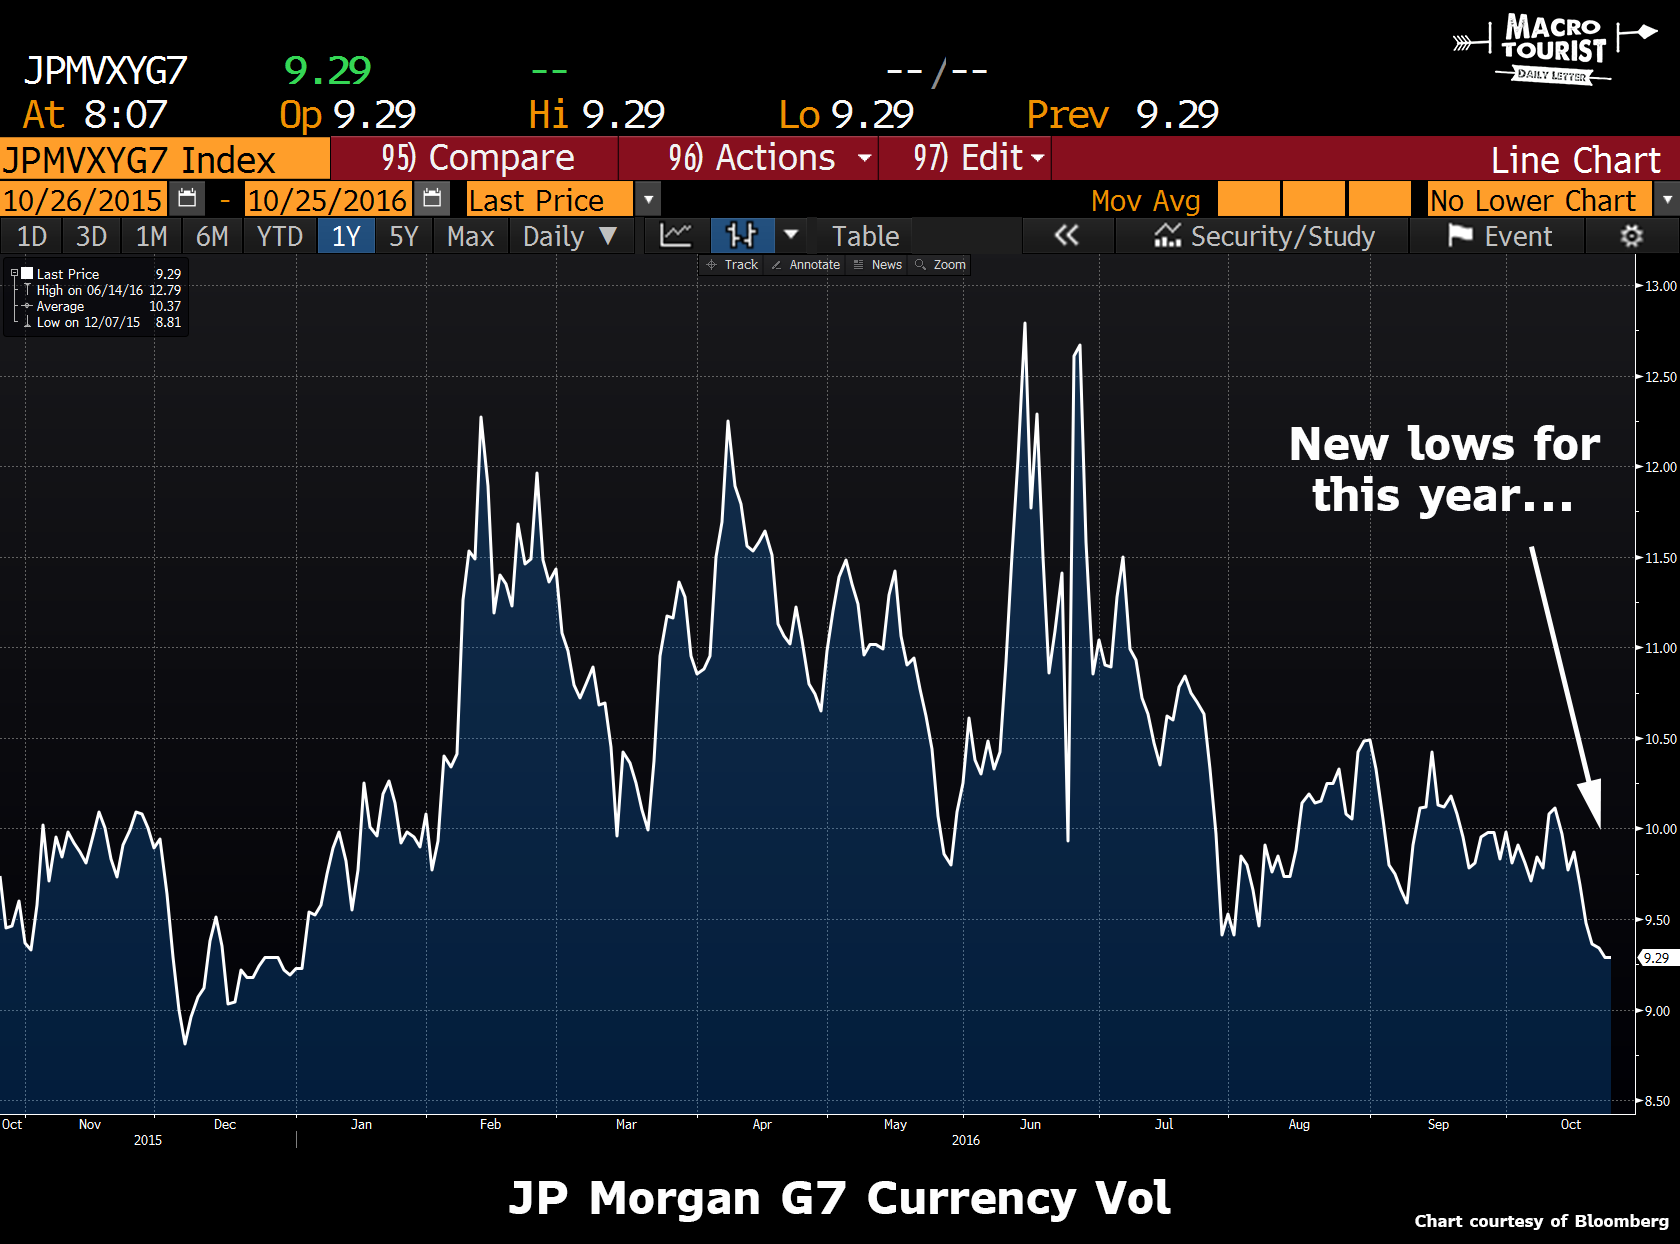 MACRO
TOURIST
DAILY LETTER
JPMVXYG7 9.29 -- --/--
At 8:07 Op 9.29 Hi 9.29 Lo 9.29 Prev 9.29
JPMVXYG7 Index 95) Compare 96) Actions 97) Edit Line Chart
10/26/2015 - 10/25/2016 Last Price Mov Avg No Lower Chart
1D 3D 1M 6M YTD 1Y 5Y Max Daily ▼ Table « Security/Study Event
Track Annotate News Zoom
Last Price 9.29
High on 06/14/16 12.79
Average 10.37
Low on 12/07/15 8.81
13.00
12.50
New lows for
this year...
12.00
11.50
11.00
10.50
10.00
9.50
9.29
9.00
8.50
Oct Nov Dec Jan Feb Mar Apr May Jun Jul Aug Sep Oct
2015 2016
JP Morgan G7 Currency Vol
Chart courtesy of Bloomberg